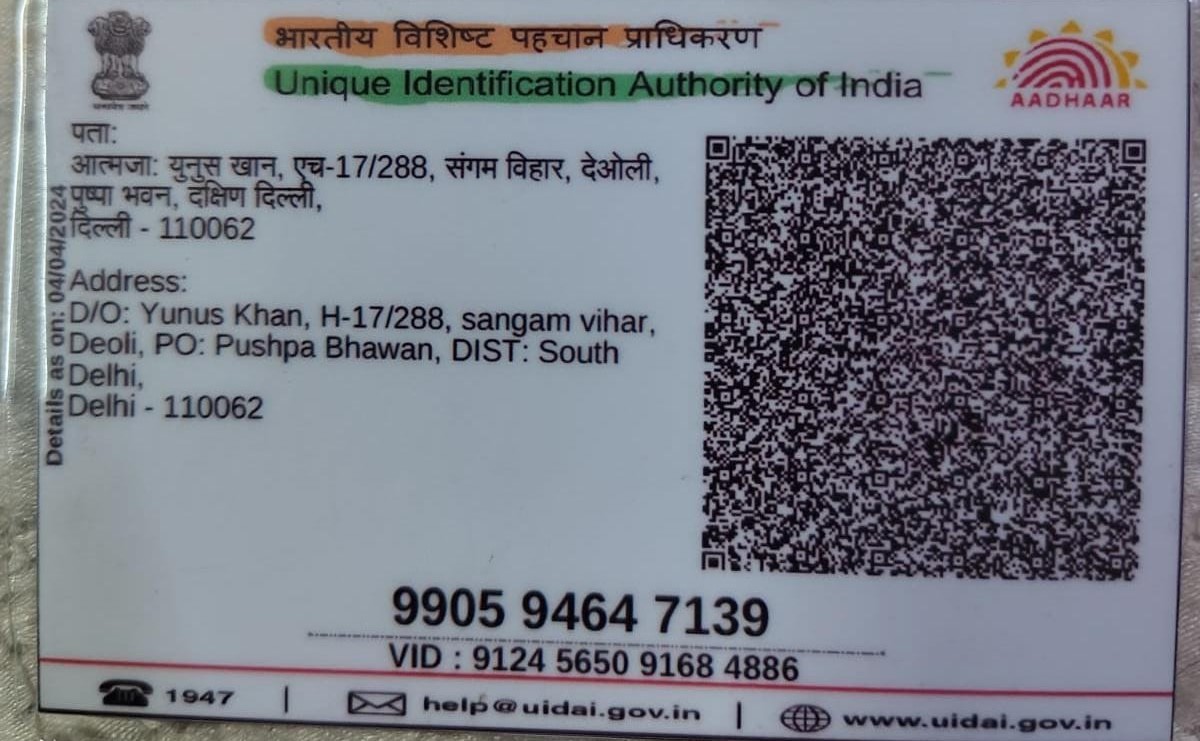 भारतीय विशिष्ट पहचान प्राधिकरण
Unique Identification Authority of India
AADHAAR
पता:
आत्मजा: युनुस खान, एच-17/288, संगम विहार, देओली,
पुष्पा भवन, दक्षिण दिल्ली,
दिल्ली - 110062
Address:
D/O: Yunus Khan, H-17/288, sangam vihar,
Deoli, PO: Pushpa Bhawan, DIST: South
Delhi,
Delhi - 110062
Details as on: 04/04/2024
9905 9464 7139
VID : 9124 5650 9168 4886
1947 | help@uidai.gov.in | www.uidai.gov.in